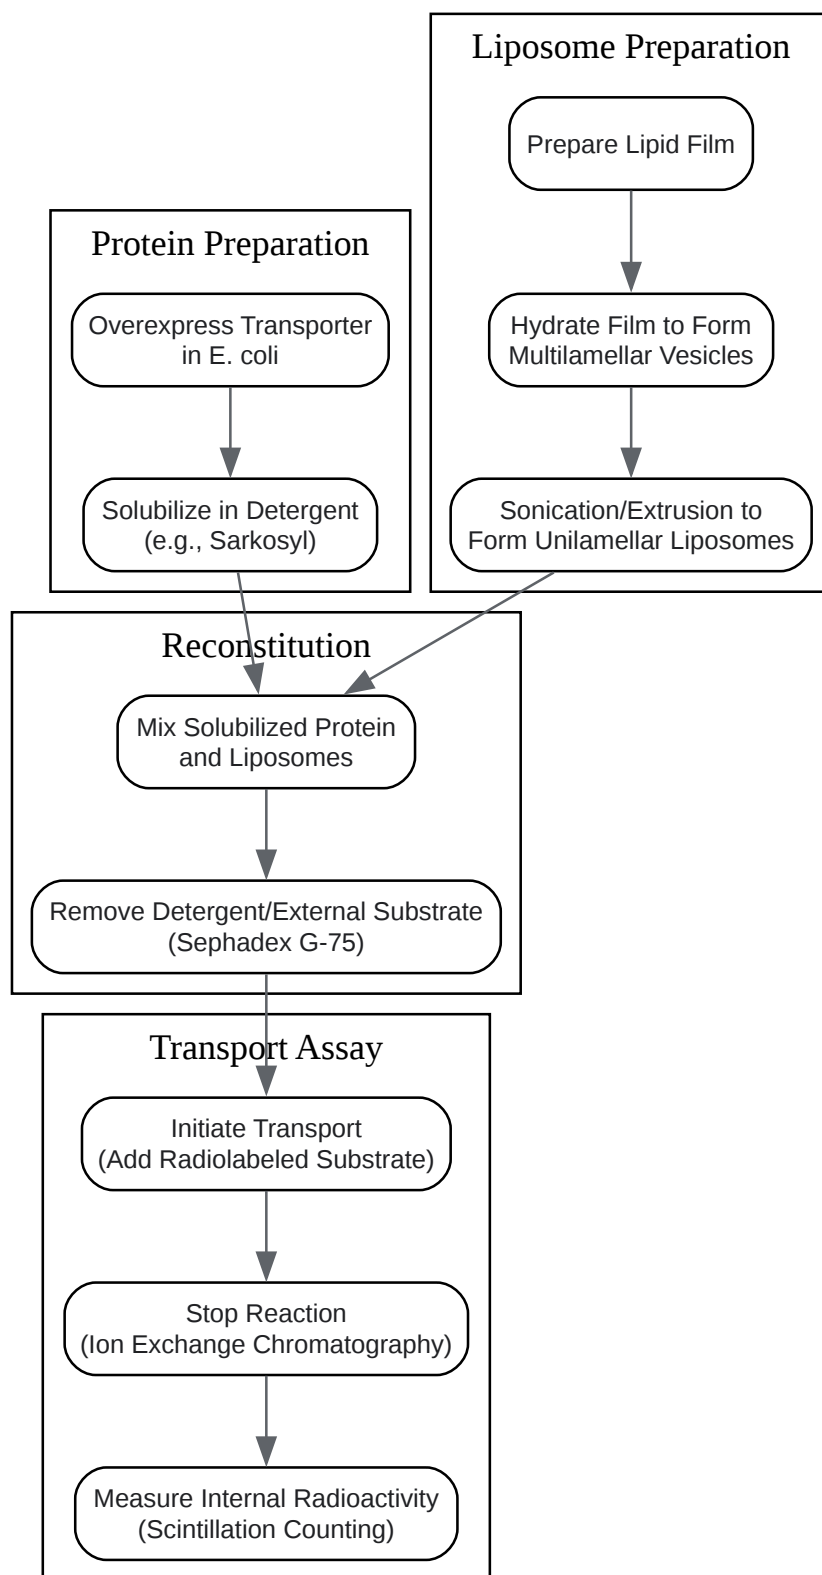 Liposome Preparation
Prepare Lipid Film
Protein Preparation
Overexpress Transporter
in E. coli
Hydrate Film to Form
Multilamellar Vesicles
Solubilize in Detergent
(e.g., Sarkosyl)
Sonication/Extrusion to
Form Unilamellar Liposomes
Reconstitution
Mix Solubilized Protein
and Liposomes
Remove Detergent/External Substrate
(Sephadex G-75)
Transport Assay
Initiate Transport
(Add Radiolabeled Substrate)
Stop Reaction
(Ion Exchange Chromatography)
Measure Internal Radioactivity
(Scintillation Counting)